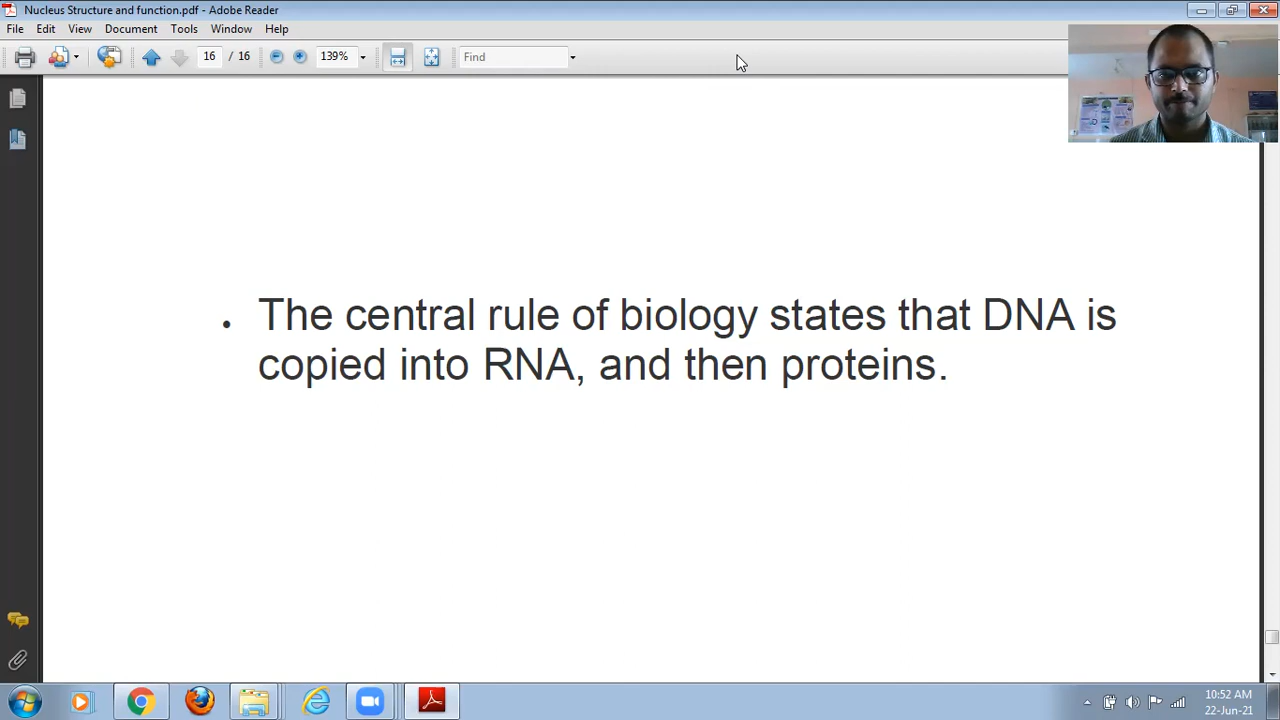 Nucleus Structure and function.pdf - Adobe Reader
File Edit View Document Tools Window Help
16 / 16 139% Find
• The central rule of biology states that DNA is
copied into RNA, and then proteins.
10:52 AM
22-Jun-21